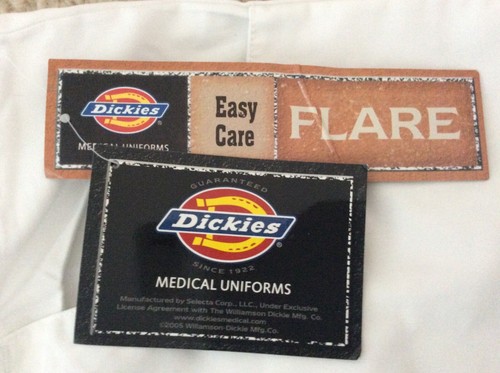 Dickies
MEDICAL UNIFORMS
Easy
Care
FLARE
GUARANTEED
Dickies
SINCE 1922
MEDICAL UNIFORMS
Manufactured by Selecta Corp., LLC., Under Exclusive
License Agreement with The Williamson Dickie Mfg. Co.
www.dickiesmedical.com
©2005 Williamson Dickie Mfg.Co.